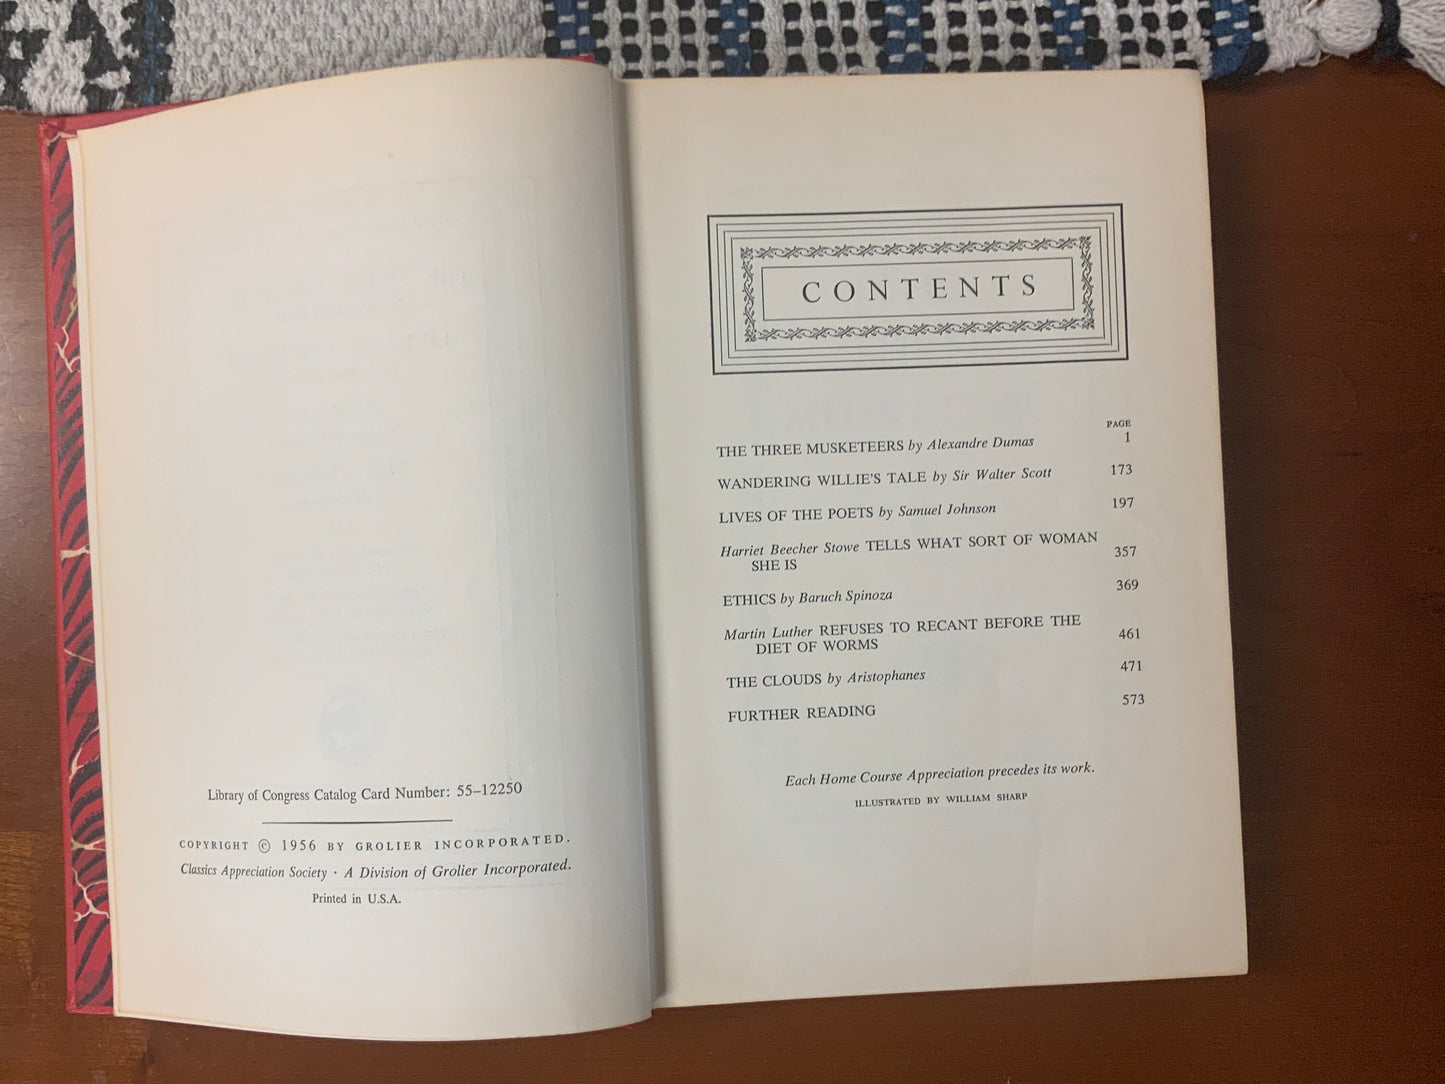 Library of Congress Catalog Card Number: 55–12250
COPYRIGHT © 1956 BY GROLIER INCORPORATED.
Classics Appreciation Society · A Division of Grolier Incorporated.
Printed in U.S.A.
CONTENTS
PAGE
THE THREE MUSKETEERS by Alexandre Dumas 1
WANDERING WILLIE'S TALE by Sir Walter Scott 173
LIVES OF THE POETS by Samuel Johnson 197
Harriet Beecher Stowe TELLS WHAT SORT OF WOMAN
SHE IS 357
ETHICS by Baruch Spinoza 369
Martin Luther REFUSES TO RECANT BEFORE THE
DIET OF WORMS 461
THE CLOUDS by Aristophanes 471
FURTHER READING 573
Each Home Course Appreciation precedes its work.
ILLUSTRATED BY WILLIAM SHARP